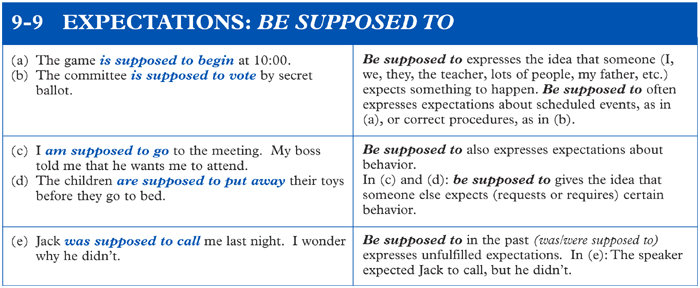 9-9 EXPECTATIONS: BE SUPPOSED TO
(a) The game is supposed to begin at 10:00.
(b) The committee is supposed to vote by secret
ballot.
Be supposed to expresses the idea that someone (I,
we, they, the teacher, lots of people, my father, etc.)
expects something to happen. Be supposed to often
expresses expectations about scheduled events, as in
(a), or correct procedures, as in (b).
(c) I am supposed to go to the meeting. My boss
told me that he wants me to attend.
(d) The children are supposed to put away their toys
before they go to bed.
Be supposed to also expresses expectations about
behavior.
In (c) and (d): be supposed to gives the idea that
someone else expects (requests or requires) certain
behavior.
(e) Jack was supposed to call me last night. I wonder
why he didn't.
Be supposed to in the past (was/were supposed to)
expresses unfulfilled expectations. In (e): The speaker
expected Jack to call, but he didn't.